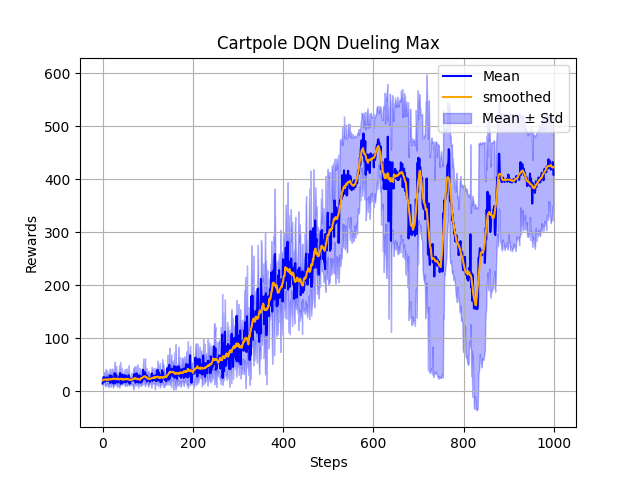 Cartpole DQN Dueling Max
Rewards
600
500
400
300
200
100
0
0 200 400 600 800 1000
Steps
Mean
smoothed
Mean ± Std